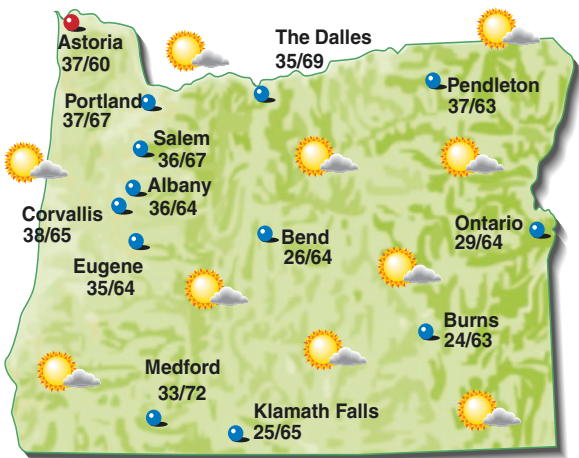 Astoria
37/60
The Dalles
35/69
Pendleton
37/63
Portland
37/67
Salem
36/67
Albany
36/64
Corvallis
38/65
Eugene
35/64
Bend
26/64
Ontario
29/64
Burns
24/63
Medford
33/72
Klamath Falls
25/65